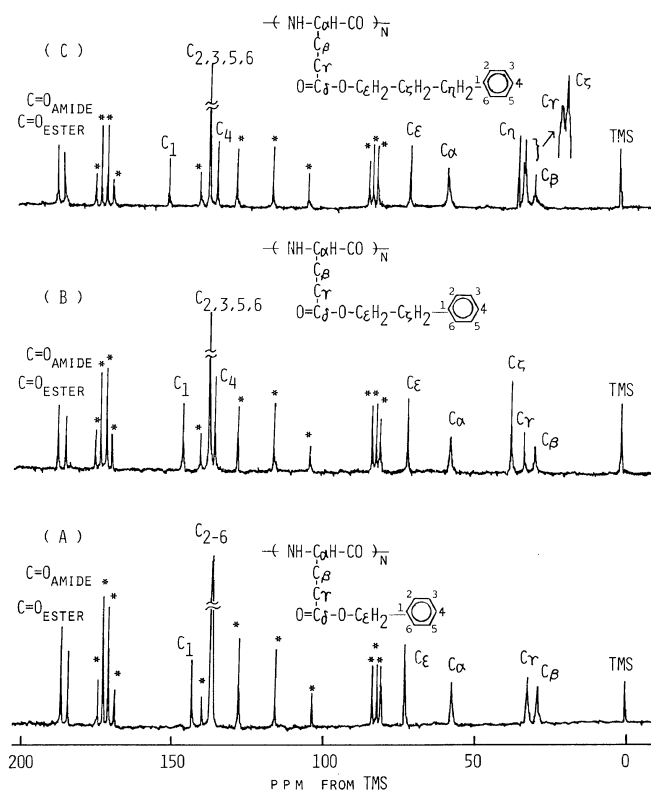 ( C )
( NH-CαH-CO )N
Cβ
Cγ
O=Cδ-O-CεH2-CζH2-CηH2
1 2 3 4 5 6
C=OAMIDE
C=OESTER
* * * *
C1
*
C2,3,5,6
C4
* * *
* * *
Cε
Cα
Cη
Cγ
Cζ
Cβ
TMS
( B )
( NH-CαH-CO )N
Cβ
Cγ
O=Cδ-O-CεH2-CζH2
1 2 3 4 5 6
C=OAMIDE
C=OESTER
* * * *
C1
*
C2,3,5,6
C4
* * *
* * *
Cε
Cα
Cζ
Cγ
Cβ
TMS
( A )
( NH-CαH-CO )N
Cβ
Cγ
O=Cδ-O-CεH2
1 2 3 4 5 6
C=OAMIDE
C=OESTER
* * * *
C1
*
C2-6
* * *
* * *
Cε
Cα
Cγ
Cβ
TMS
200 150 100 50 0
PPM FROM TMS